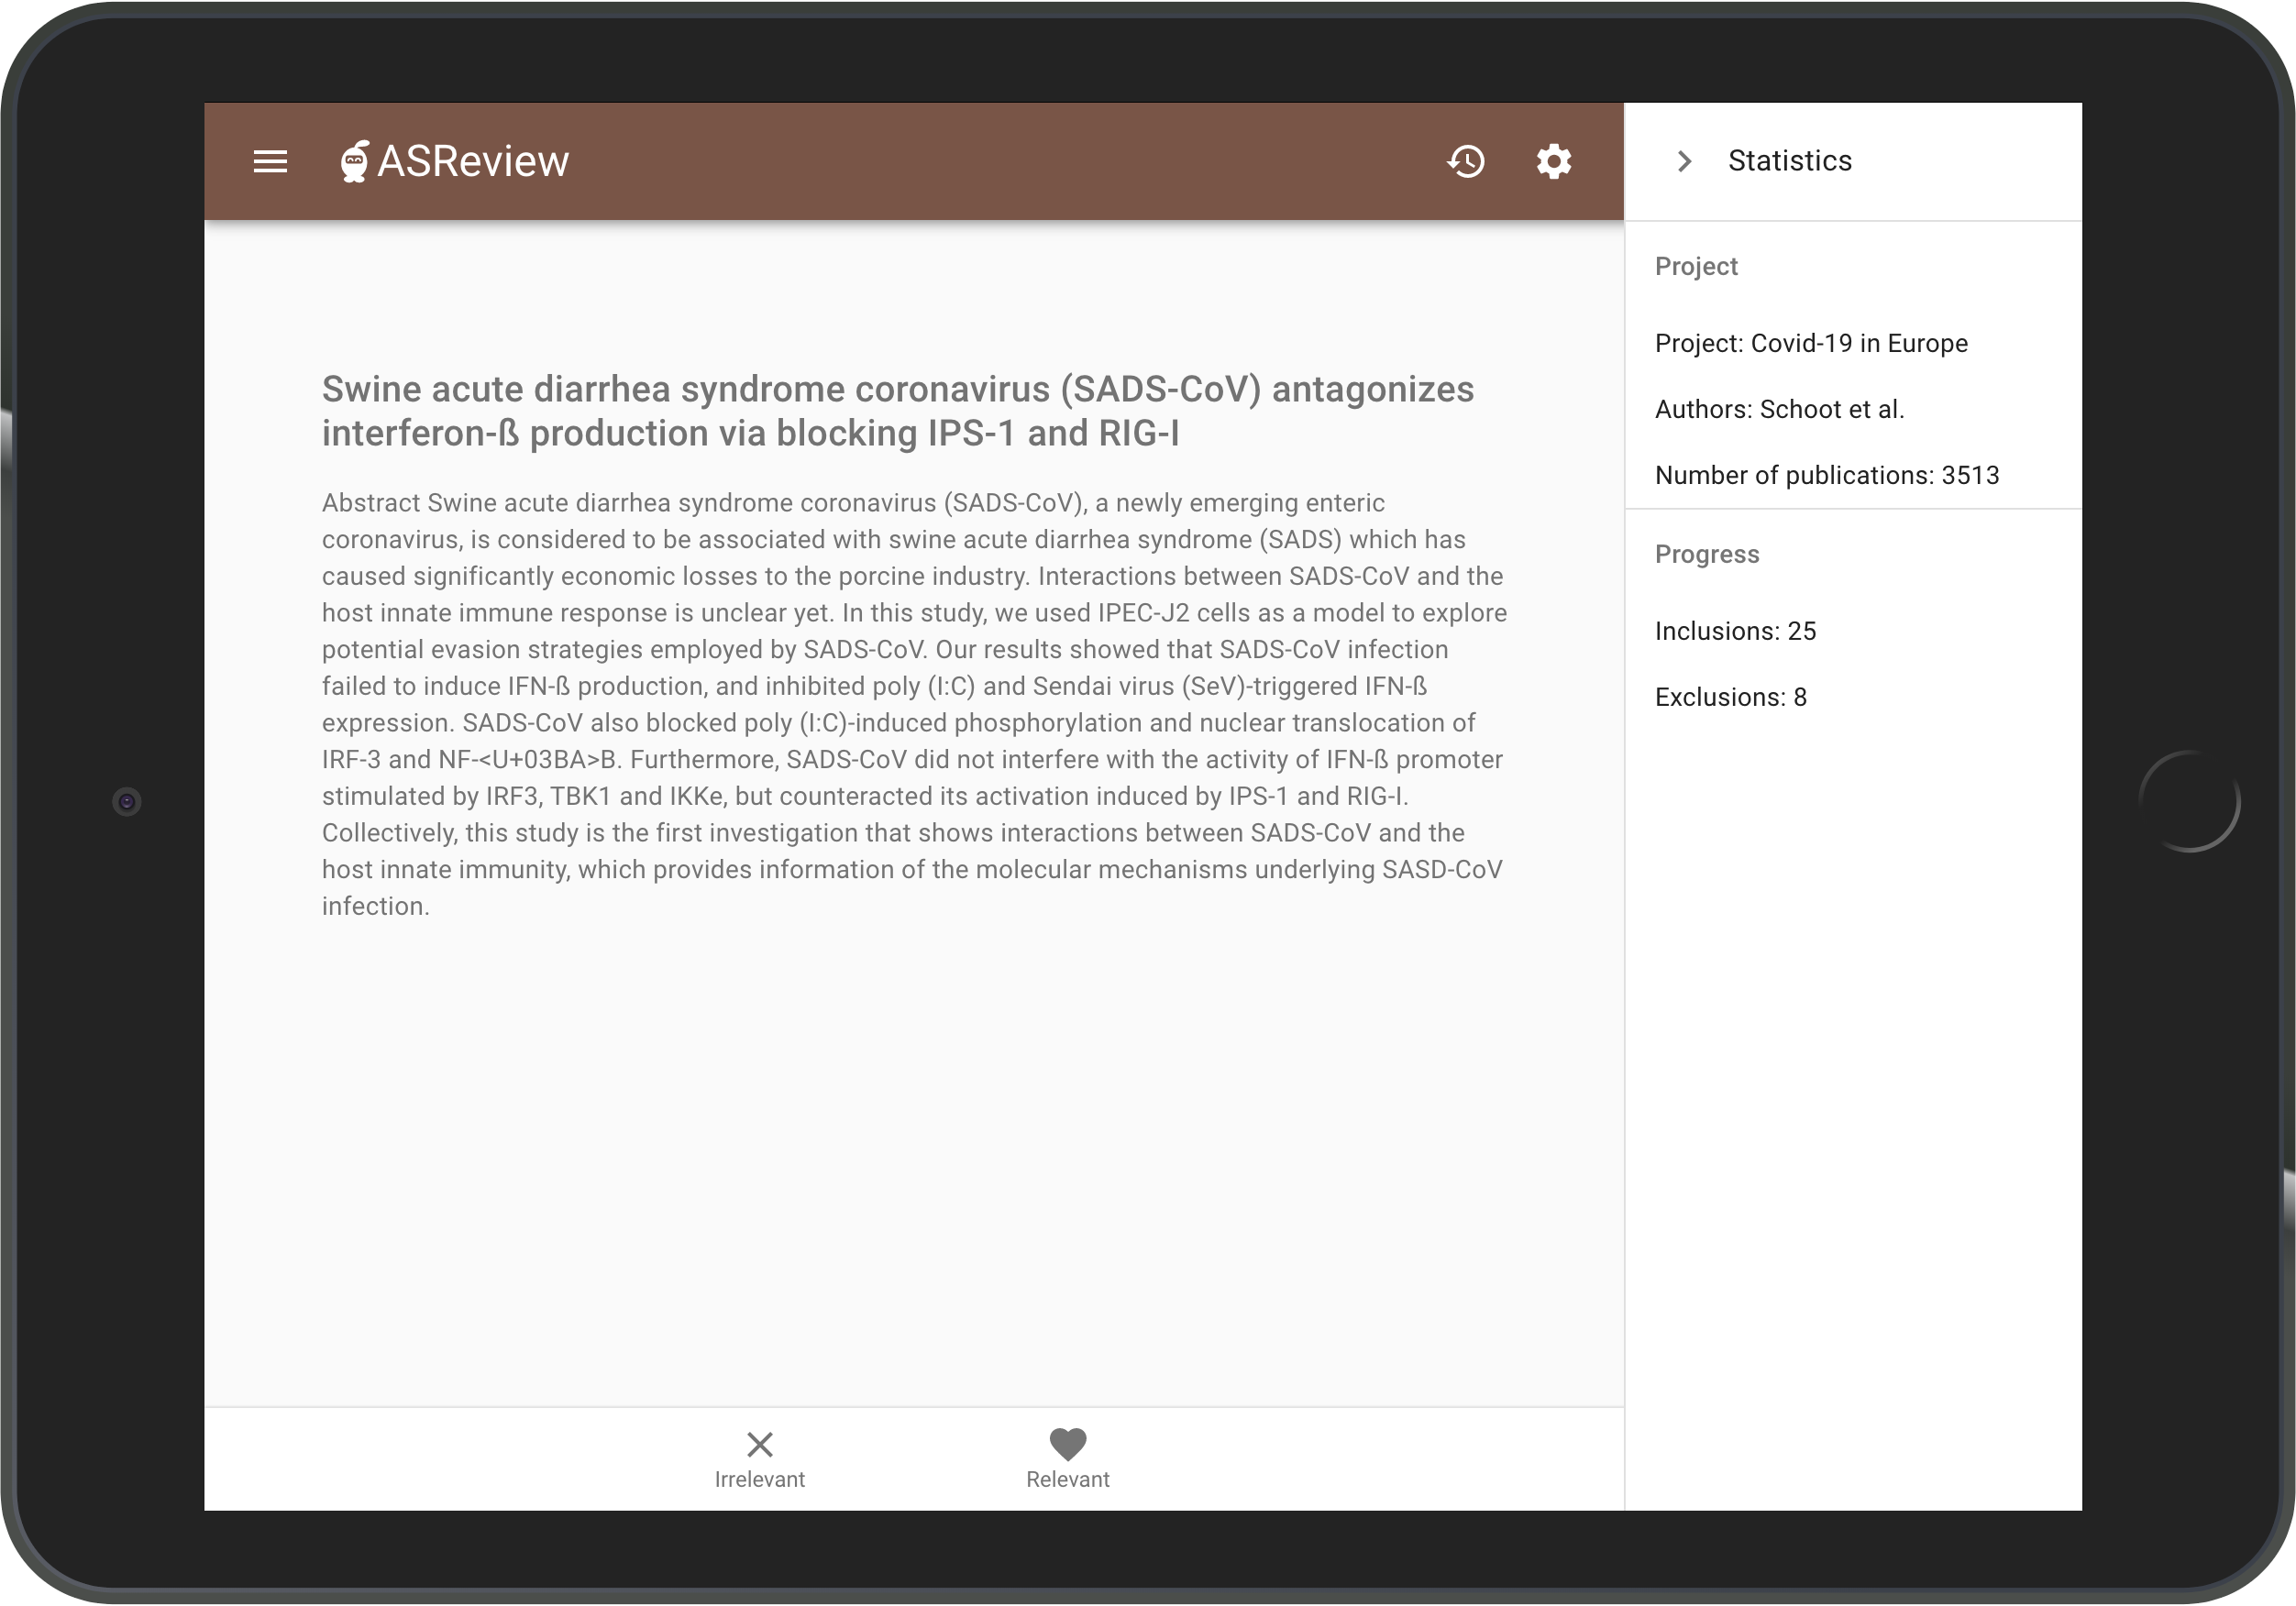 ASReview
Swine acute diarrhea syndrome coronavirus (SADS-CoV) antagonizes
interferon-ß production via blocking IPS-1 and RIG-I
Abstract Swine acute diarrhea syndrome coronavirus (SADS-CoV), a newly emerging enteric
coronavirus, is considered to be associated with swine acute diarrhea syndrome (SADS) which has
caused significantly economic losses to the porcine industry. Interactions between SADS-CoV and the
host innate immune response is unclear yet. In this study, we used IPEC-J2 cells as a model to explore
potential evasion strategies employed by SADS-CoV. Our results showed that SADS-CoV infection
failed to induce IFN-ß production, and inhibited poly (I:C) and Sendai virus (SeV)-triggered IFN-ß
expression. SADS-CoV also blocked poly (I:C)-induced phosphorylation and nuclear translocation of
IRF-3 and NF-<U+03BA>B. Furthermore, SADS-CoV did not interfere with the activity of IFN-ß promoter
stimulated by IRF3, TBK1 and IKKe, but counteracted its activation induced by IPS-1 and RIG-I.
Collectively, this study is the first investigation that shows interactions between SADS-CoV and the
host innate immunity, which provides information of the molecular mechanisms underlying SASD-CoV
infection.
Irrelevant
Relevant
Statistics
Project
Project: Covid-19 in Europe
Authors: Schoot et al.
Number of publications: 3513
Progress
Inclusions: 25
Exclusions: 8